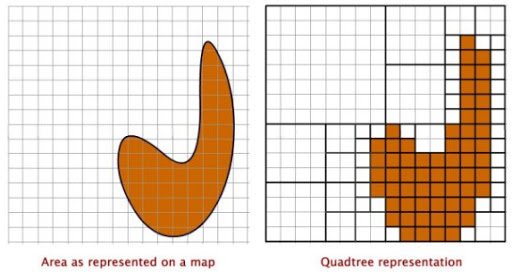 Area as represented on a map
Quadtree representation